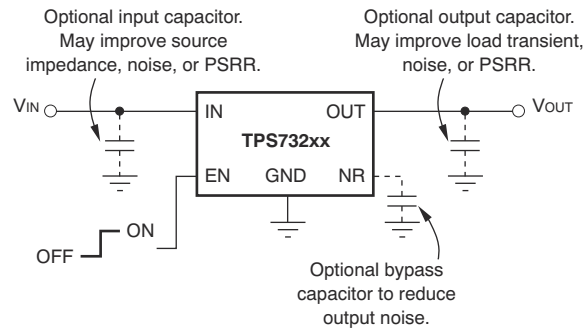 Optional input capacitor.
May improve source
impedance, noise, or PSRR.
Optional output capacitor.
May improve load transient,
noise, or PSRR.
VIN
IN
OUT
VOUT
TPS732xx
EN
GND
NR
ON
OFF
Optional bypass
capacitor to reduce
output noise.